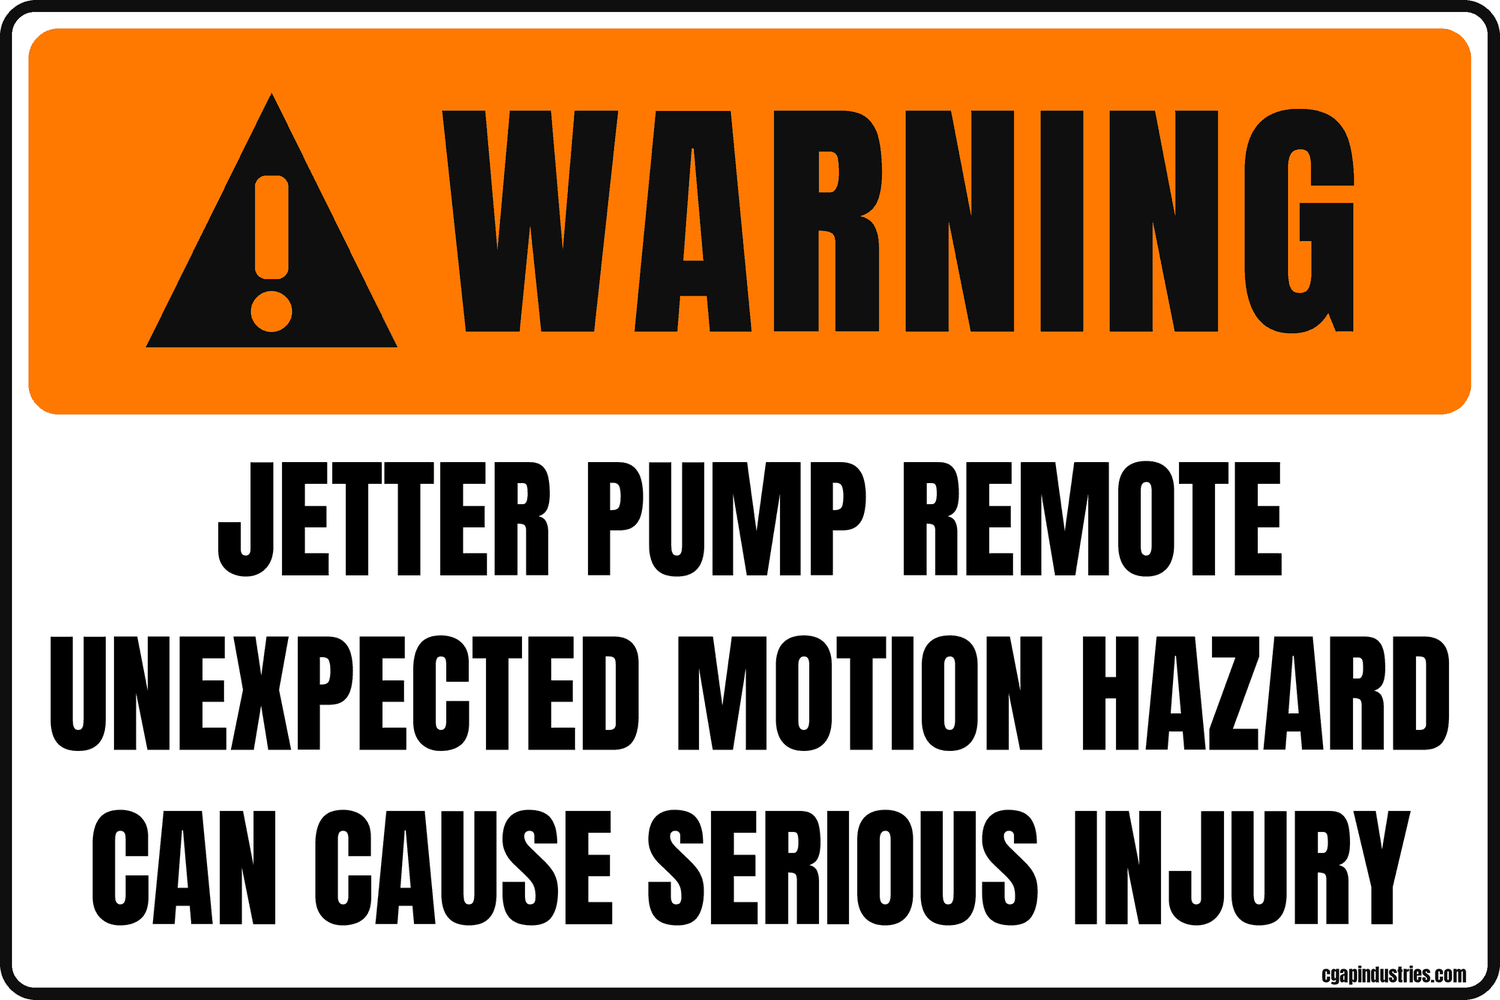 WARNING
JETTER PUMP REMOTE
UNEXPECTED MOTION HAZARD
CAN CAUSE SERIOUS INJURY
cgapindustries.com